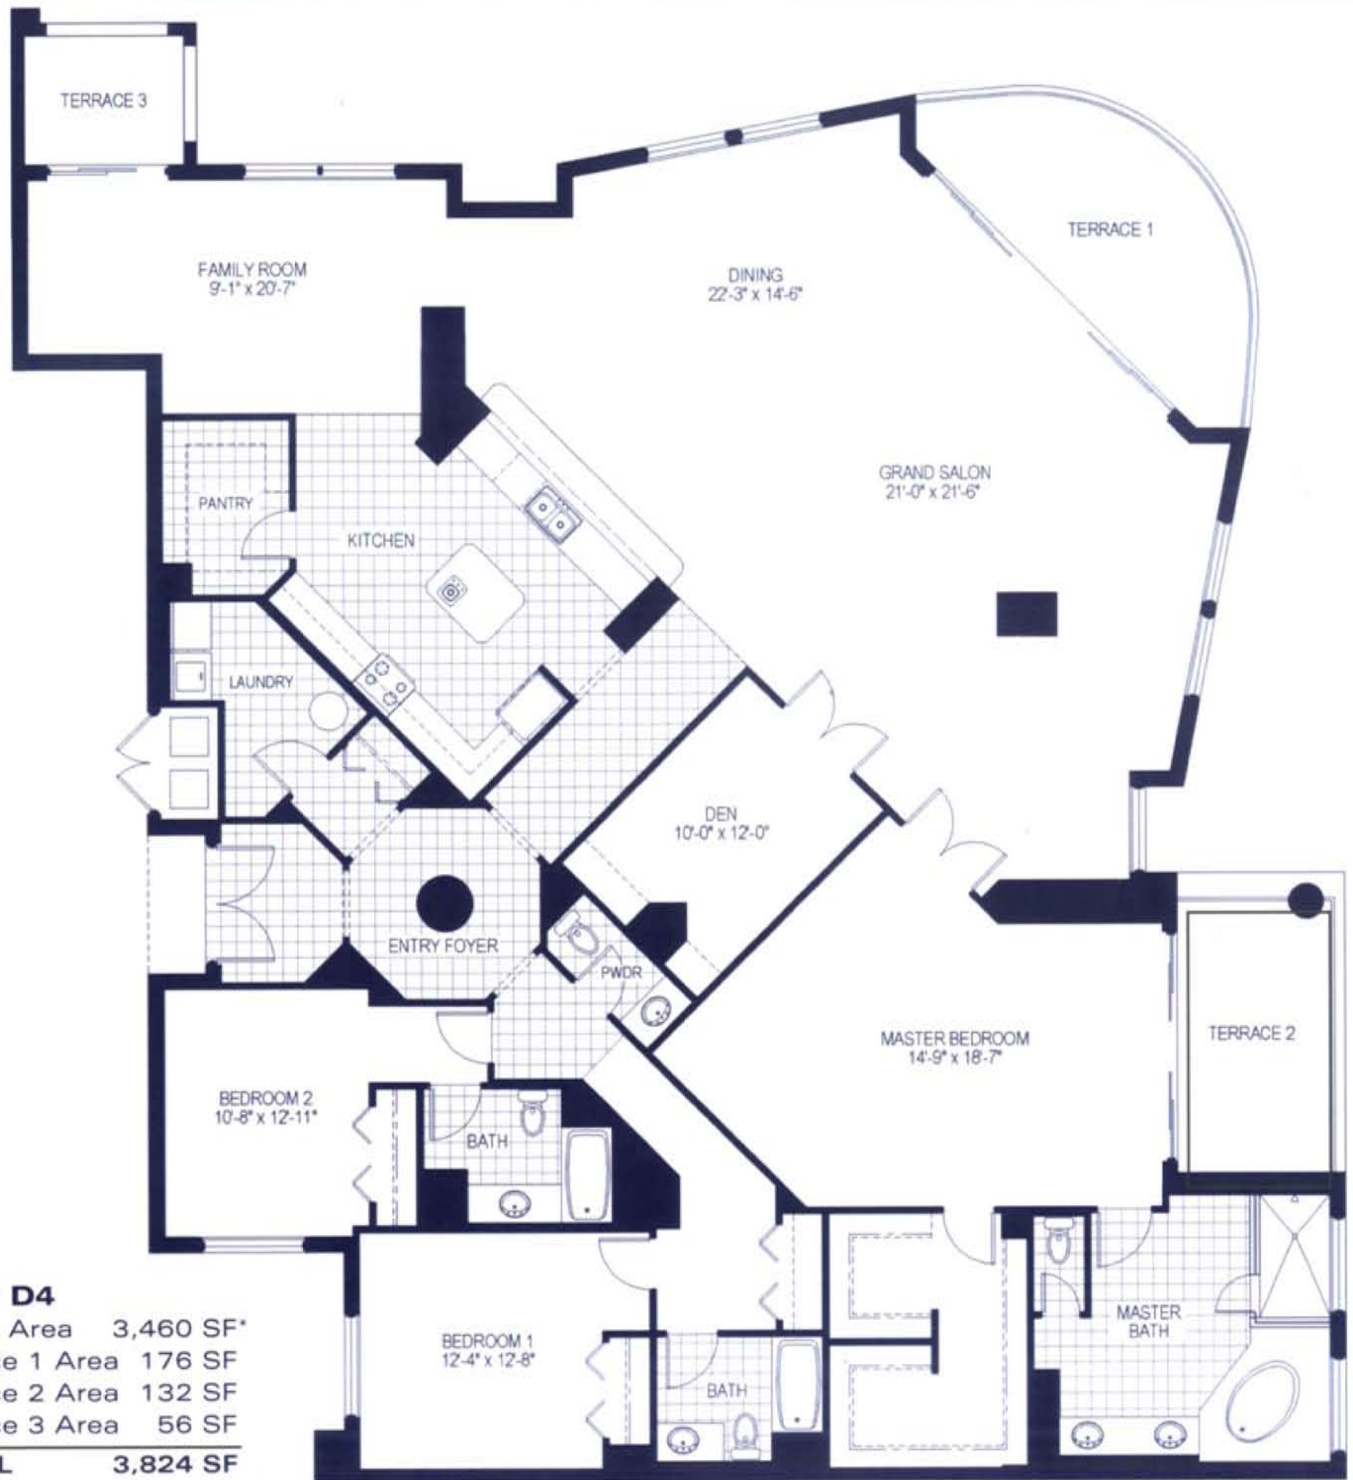 TERRACE 3
TERRACE 1
FAMILY ROOM
9'-1" x 20'-7"
DINING
22'-3" x 14'-6"
GRAND SALON
21'-0" x 21'-6"
PANTRY
KITCHEN
LAUNDRY
DEN
10'-0" x 12'-0"
ENTRY FOYER
PWDR
MASTER BEDROOM
14'-9" x 18'-7"
TERRACE 2
BEDROOM 2
10'-8" x 12'-11"
BATH
BEDROOM 1
12'-4" x 12'-8"
BATH
MASTER
BATH
D4
Area 3,460 SF*
ce 1 Area 176 SF
ce 2 Area 132 SF
ce 3 Area 56 SF
L 3,824 SF